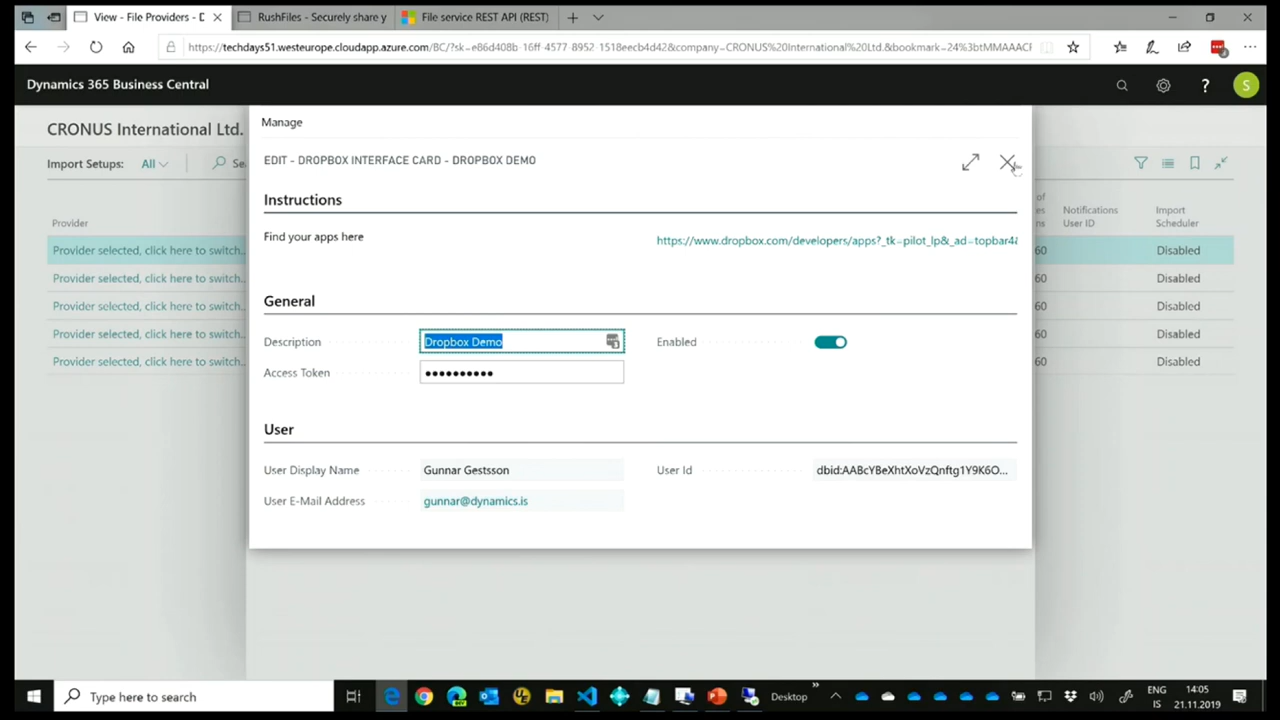 View - File Providers - D
RushFiles - Securely share y
File service REST API (REST)
https://techdays51.westeurope.cloudapp.azure.com/BC/?sk=e86d408b-16ff-4577-8952-1518eecb4d42&company=CRONUS%20International%20Ltd.&bookmark=24%3btMMAAACF
Dynamics 365 Business Central
?
S
CRONUS International Ltd.
Manage
Import Setups: All
Se
EDIT - DROPBOX INTERFACE CARD - DROPBOX DEMO
Instructions
Provider
of
es
ns
Notifications
User ID
Import
Scheduler
Find your apps here
https://www.dropbox.com/developers/apps?_tk=pilot_lp&_ad=topbar4&
Provider selected, click here to switch...
60
Disabled
Provider selected, click here to switch...
60
Disabled
Provider selected, click here to switch...
60
Disabled
Provider selected, click here to switch...
60
Disabled
Provider selected, click here to switch...
60
Disabled
General
Description
Dropbox Demo
Enabled
Access Token
••••••••••
User
User Display Name
Gunnar Gestsson
User Id
dbid:AABcYBeXhtXoVzQnftg1Y9K6O...
User E-Mail Address
gunnar@dynamics.is
Type here to search
Desktop
ENG
IS
14:05
21.11.2019